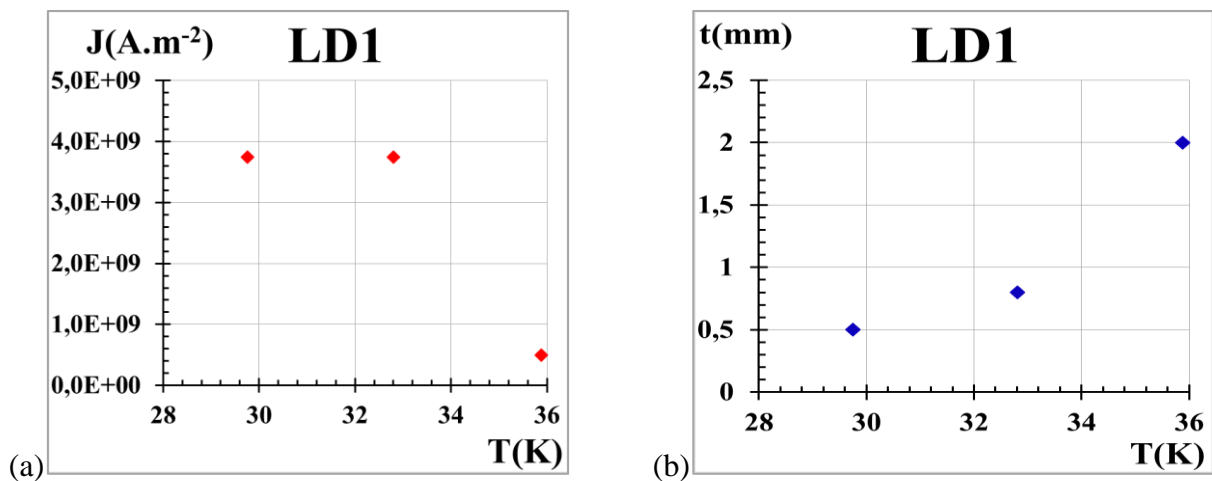 J(A.m-2) LD1
5,0E+09
4,0E+09
3,0E+09
2,0E+09
1,0E+09
0,0E+00
28 30 32 34 36
T(K)
(a)
t(mm) LD1
2,5
2
1,5
1
0,5
0
28 30 32 34 36
T(K)
(b)